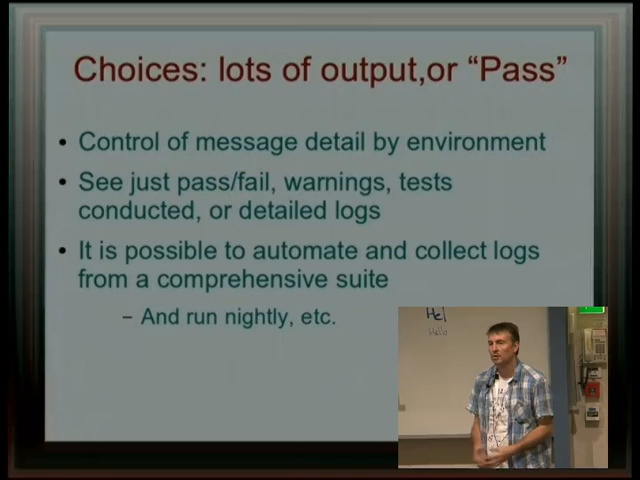 Choices: lots of output,or “Pass”
• Control of message detail by environment
• See just pass/fail, warnings, tests
conducted, or detailed logs
• It is possible to automate and collect logs
from a comprehensive suite
– And run nightly, etc.
Hel
Hello